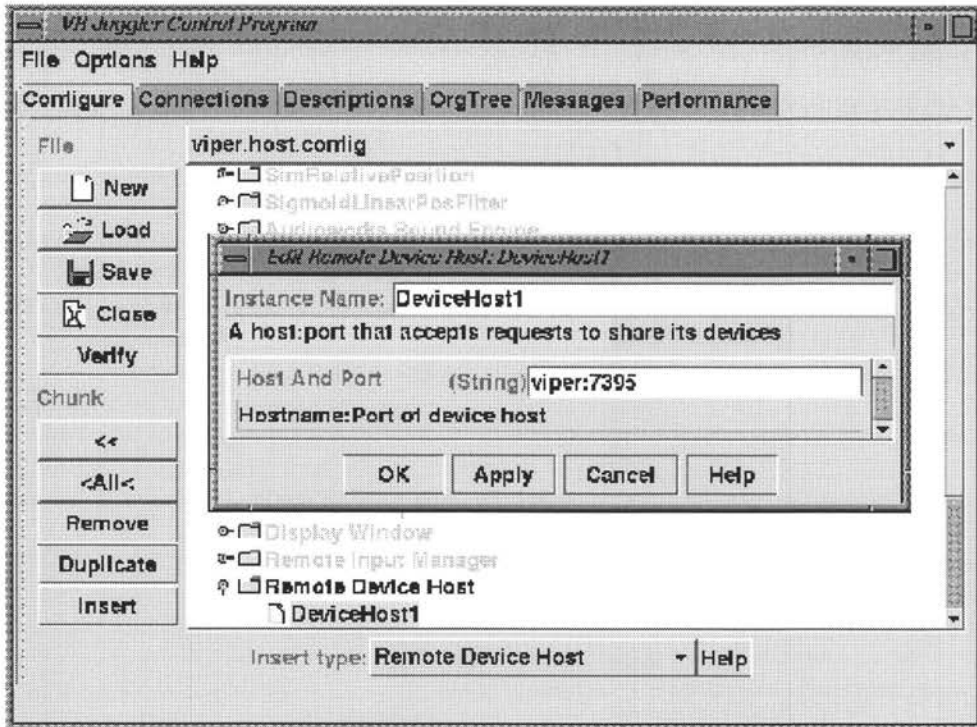 VR Juggler Control Program
File Options Help
Configure Connections Descriptions OrgTree Messages Performance
File
viper.host.config
New
Load
Save
Close
Verify
Chunk
<<
<All<
Remove
Duplicate
Insert
SimRelativePosition
SigmoidLinearPosFilter
Audioworks Sound Engine
Edit Remote Device Host: DeviceHost1
Instance Name: DeviceHost1
A host:port that accepts requests to share its devices
Host And Port (String) viper:7395
Hostname:Port of device host
OK Apply Cancel Help
Display Window
Remote Input Manager
Remote Device Host
DeviceHost1
Insert type: Remote Device Host Help